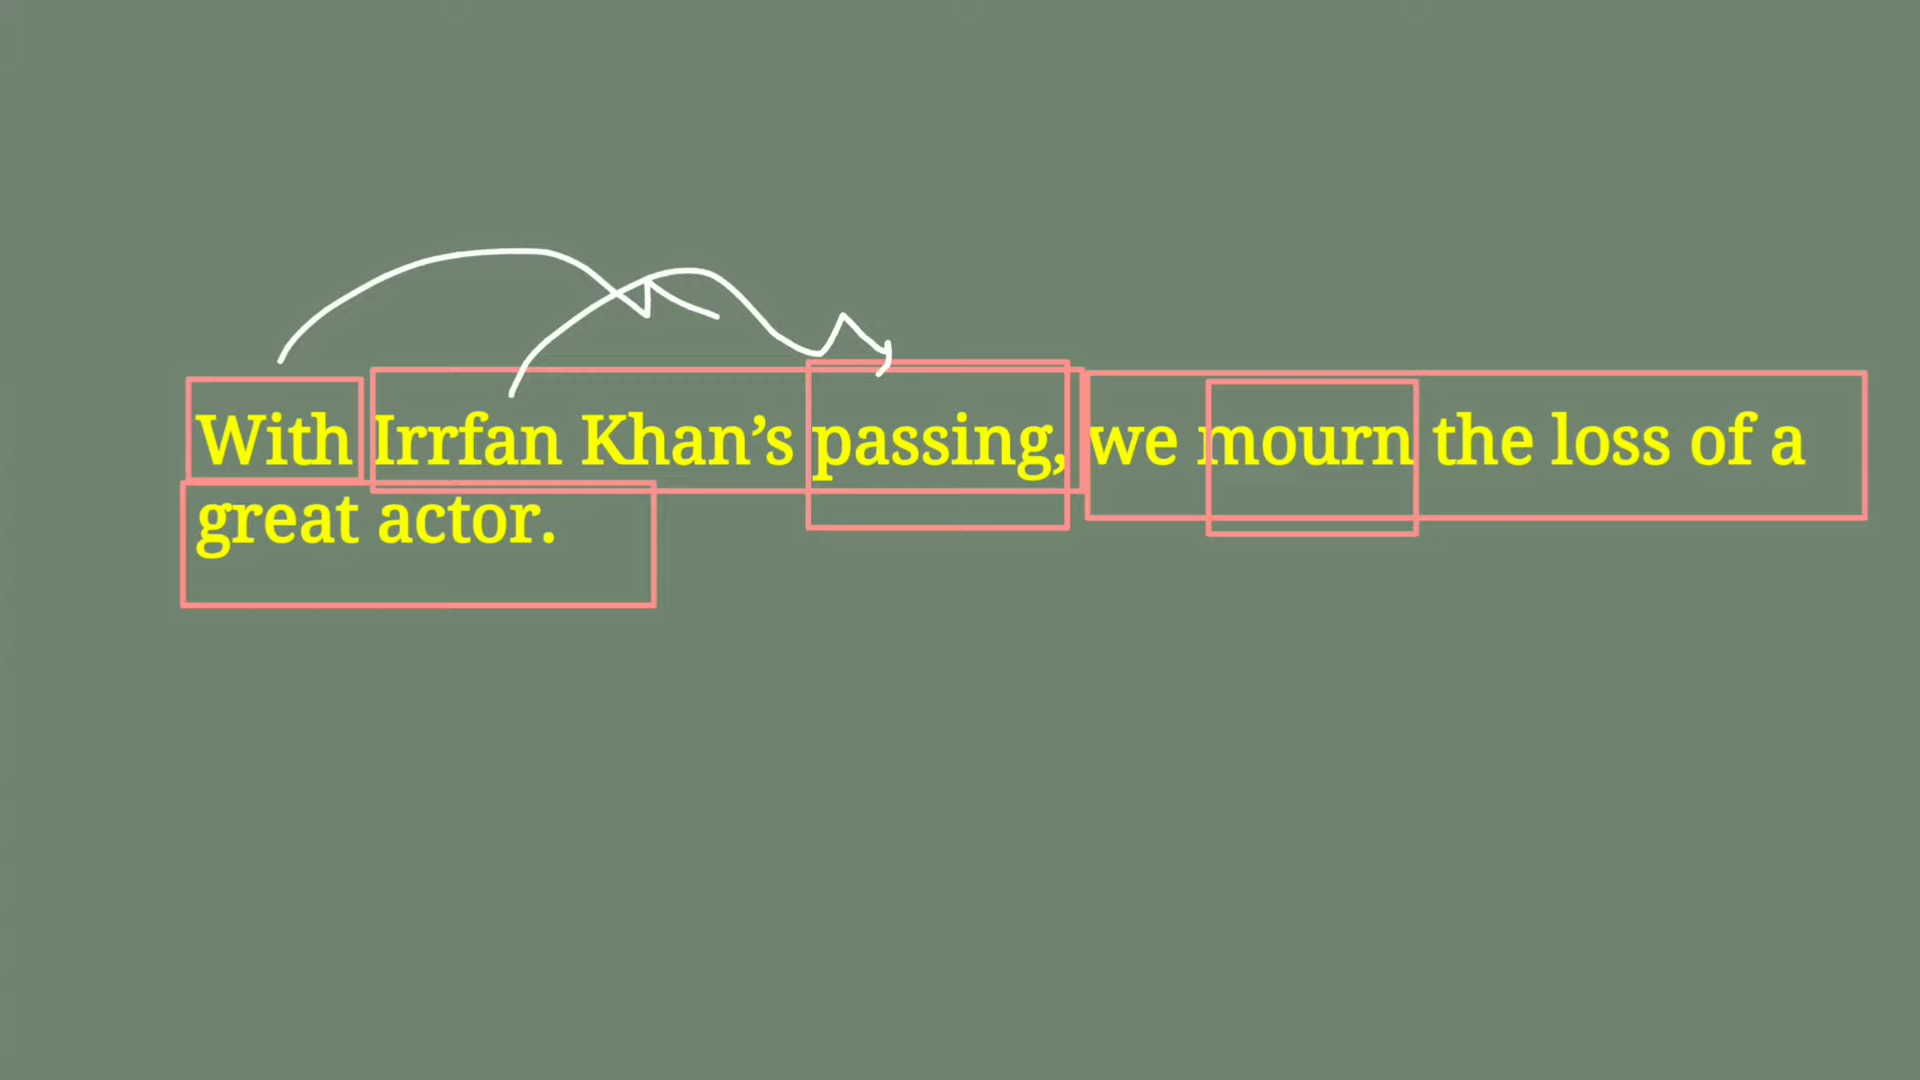 With Irrfan Khan’s passing, we mourn the loss of a
great actor.